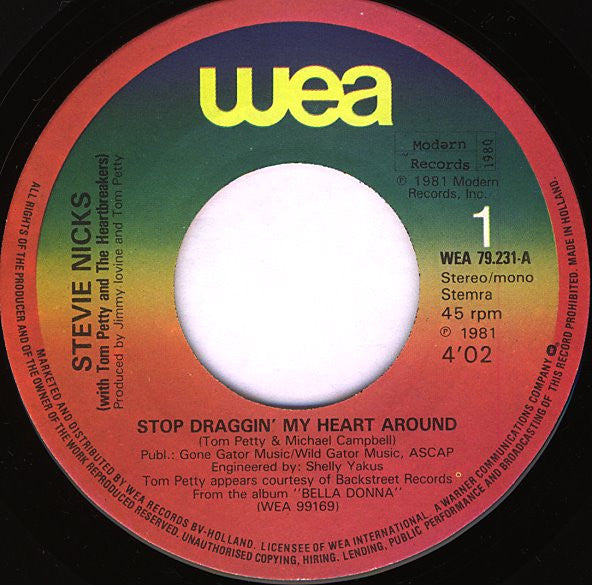 wea
Modern
Records
1980
℗ 1981 Modern
Records, Inc.
1
WEA 79.231-A
Stereo/mono
Stemra
45 rpm
℗ 1981
4'02
STEVIE NICKS
(with Tom Petty and The Heartbreakers)
Produced by Jimmy Iovine and Tom Petty
STOP DRAGGIN' MY HEART AROUND
(Tom Petty & Michael Campbell)
Publ.: Gone Gator Music/Wild Gator Music, ASCAP
Engineered by: Shelly Yakus
Tom Petty appears courtesy of Backstreet Records
From the album "BELLA DONNA"
(WEA 99169)
ALL RIGHTS OF THE PRODUCER AND OF THE OWNER OF THE WORK REPRODUCED RESERVED. UNAUTHORISED COPYING, HIRING, LENDING, PUBLIC PERFORMANCE AND BROADCASTING OF THIS RECORD PROHIBITED. MADE IN HOLLAND.
MARKETED AND DISTRIBUTED BY WEA RECORDS BV-HOLLAND. LICENSEE OF WEA INTERNATIONAL. A WARNER COMMUNICATIONS COMPANY